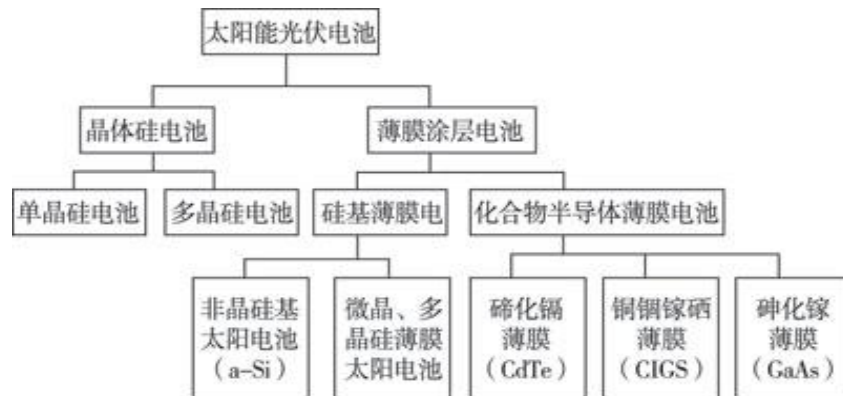 太阳能光伏电池
晶体硅电池
薄膜涂层电池
单晶硅电池
多晶硅电池
硅基薄膜电
化合物半导体薄膜电池
非晶硅基
太阳电池
(a-Si)
微晶、多
晶硅薄膜
太阳电池
碲化镉
薄膜
(CdTe)
铜铟镓硒
薄膜
(CIGS)
砷化镓
薄膜
(GaAs)